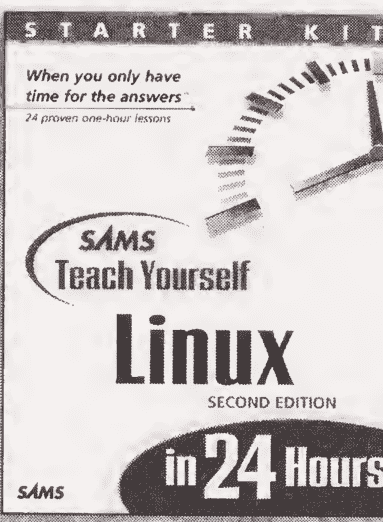 STARTER KIT
When you only have
time for the answers™
24 proven one-hour lessons
SAMS
Teach Yourself
Linux
SECOND EDITION
in 24 Hours
SAMS